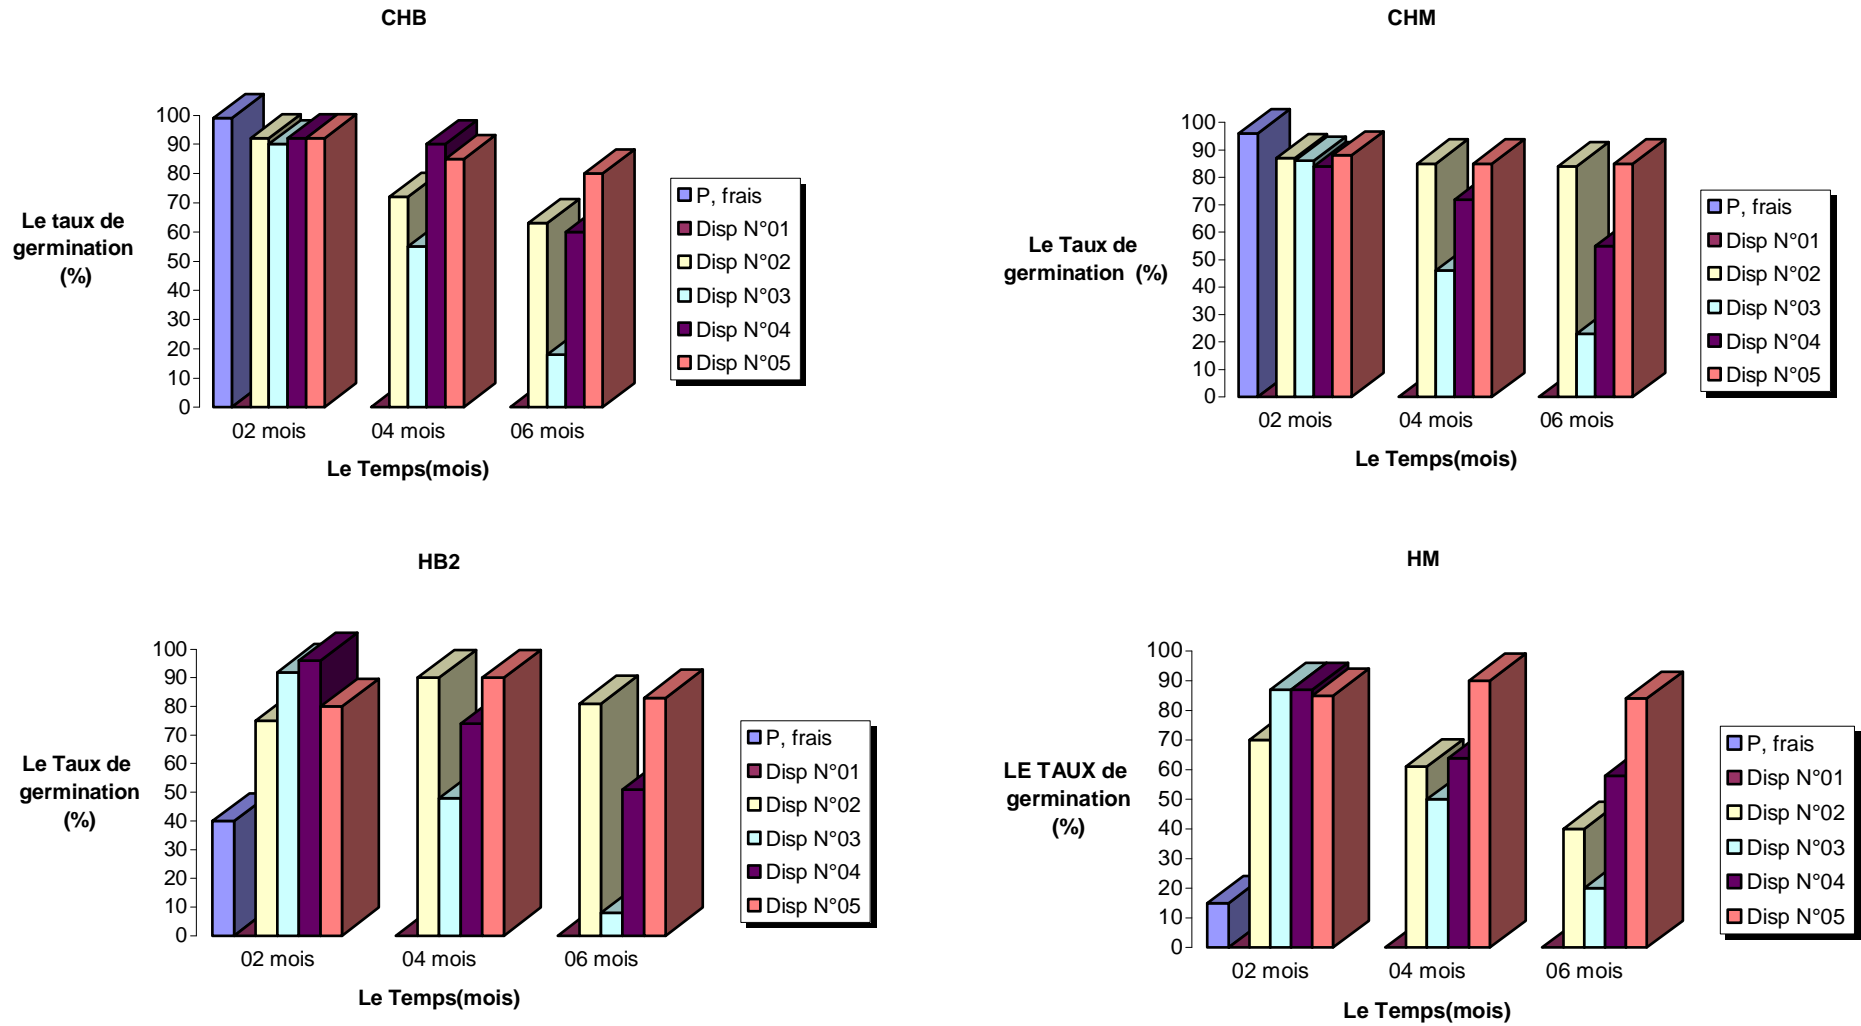 CHB
100
90
80
70
60
50
40
30
20
10
0
Le taux de
germination
(%)
02 mois
04 mois
06 mois
Le Temps(mois)
P, frais
Disp N°01
Disp N°02
Disp N°03
Disp N°04
Disp N°05
CHM
100
90
80
70
60
50
40
30
20
10
0
Le Taux de
germination (%)
02 mois
04 mois
06 mois
Le Temps(mois)
P, frais
Disp N°01
Disp N°02
Disp N°03
Disp N°04
Disp N°05
HB2
100
90
80
70
60
50
40
30
20
10
0
Le Taux de
germination
(%)
02 mois
04 mois
06 mois
Le Temps(mois)
P, frais
Disp N°01
Disp N°02
Disp N°03
Disp N°04
Disp N°05
HM
100
90
80
70
60
50
40
30
20
10
0
LE TAUX de
germination
(%)
02 mois
04 mois
06 mois
Le Temps(mois)
P, frais
Disp N°01
Disp N°02
Disp N°03
Disp N°04
Disp N°05